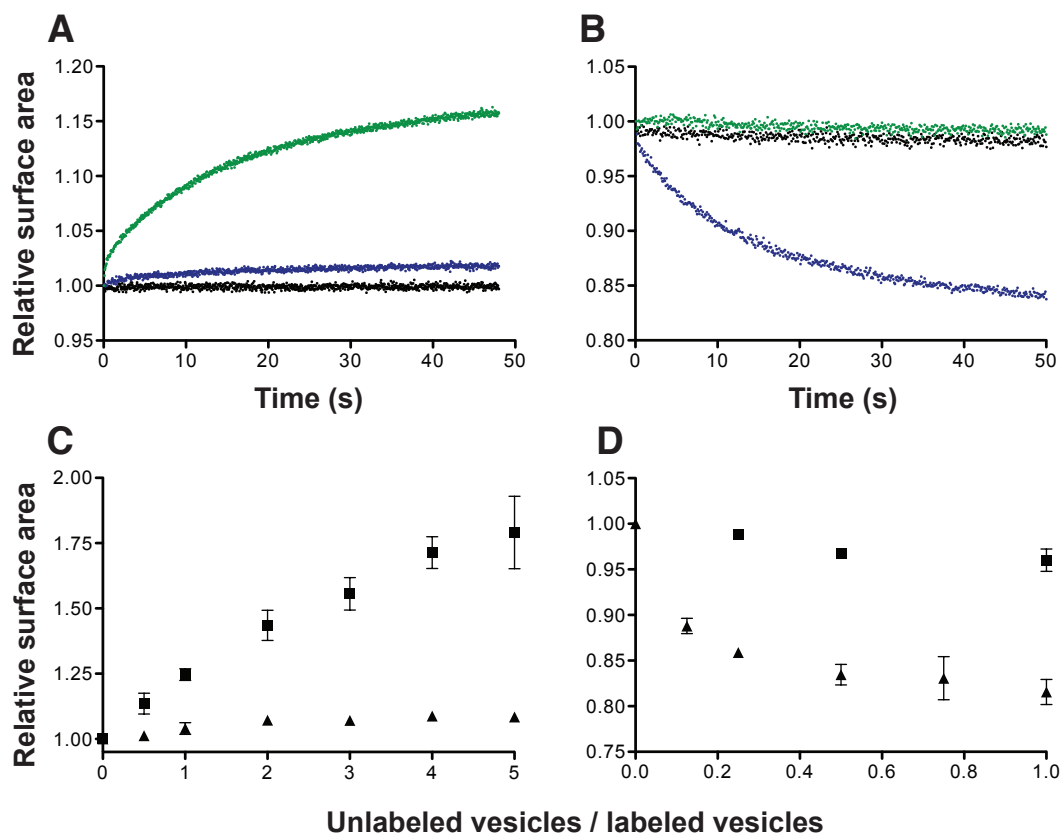 A
B
Relative surface area
1.20
1.15
1.10
1.05
1.00
0.95
0 10 20 30 40 50
Time (s)
1.05
1.00
0.95
0.90
0.85
0.80
0 10 20 30 40 50
Time (s)
C
D
Relative surface area
2.00
1.75
1.50
1.25
1.00
0 1 2 3 4 5
1.05
1.00
0.95
0.90
0.85
0.80
0.75
0.0 0.2 0.4 0.6 0.8 1.0
Unlabeled vesicles / labeled vesicles